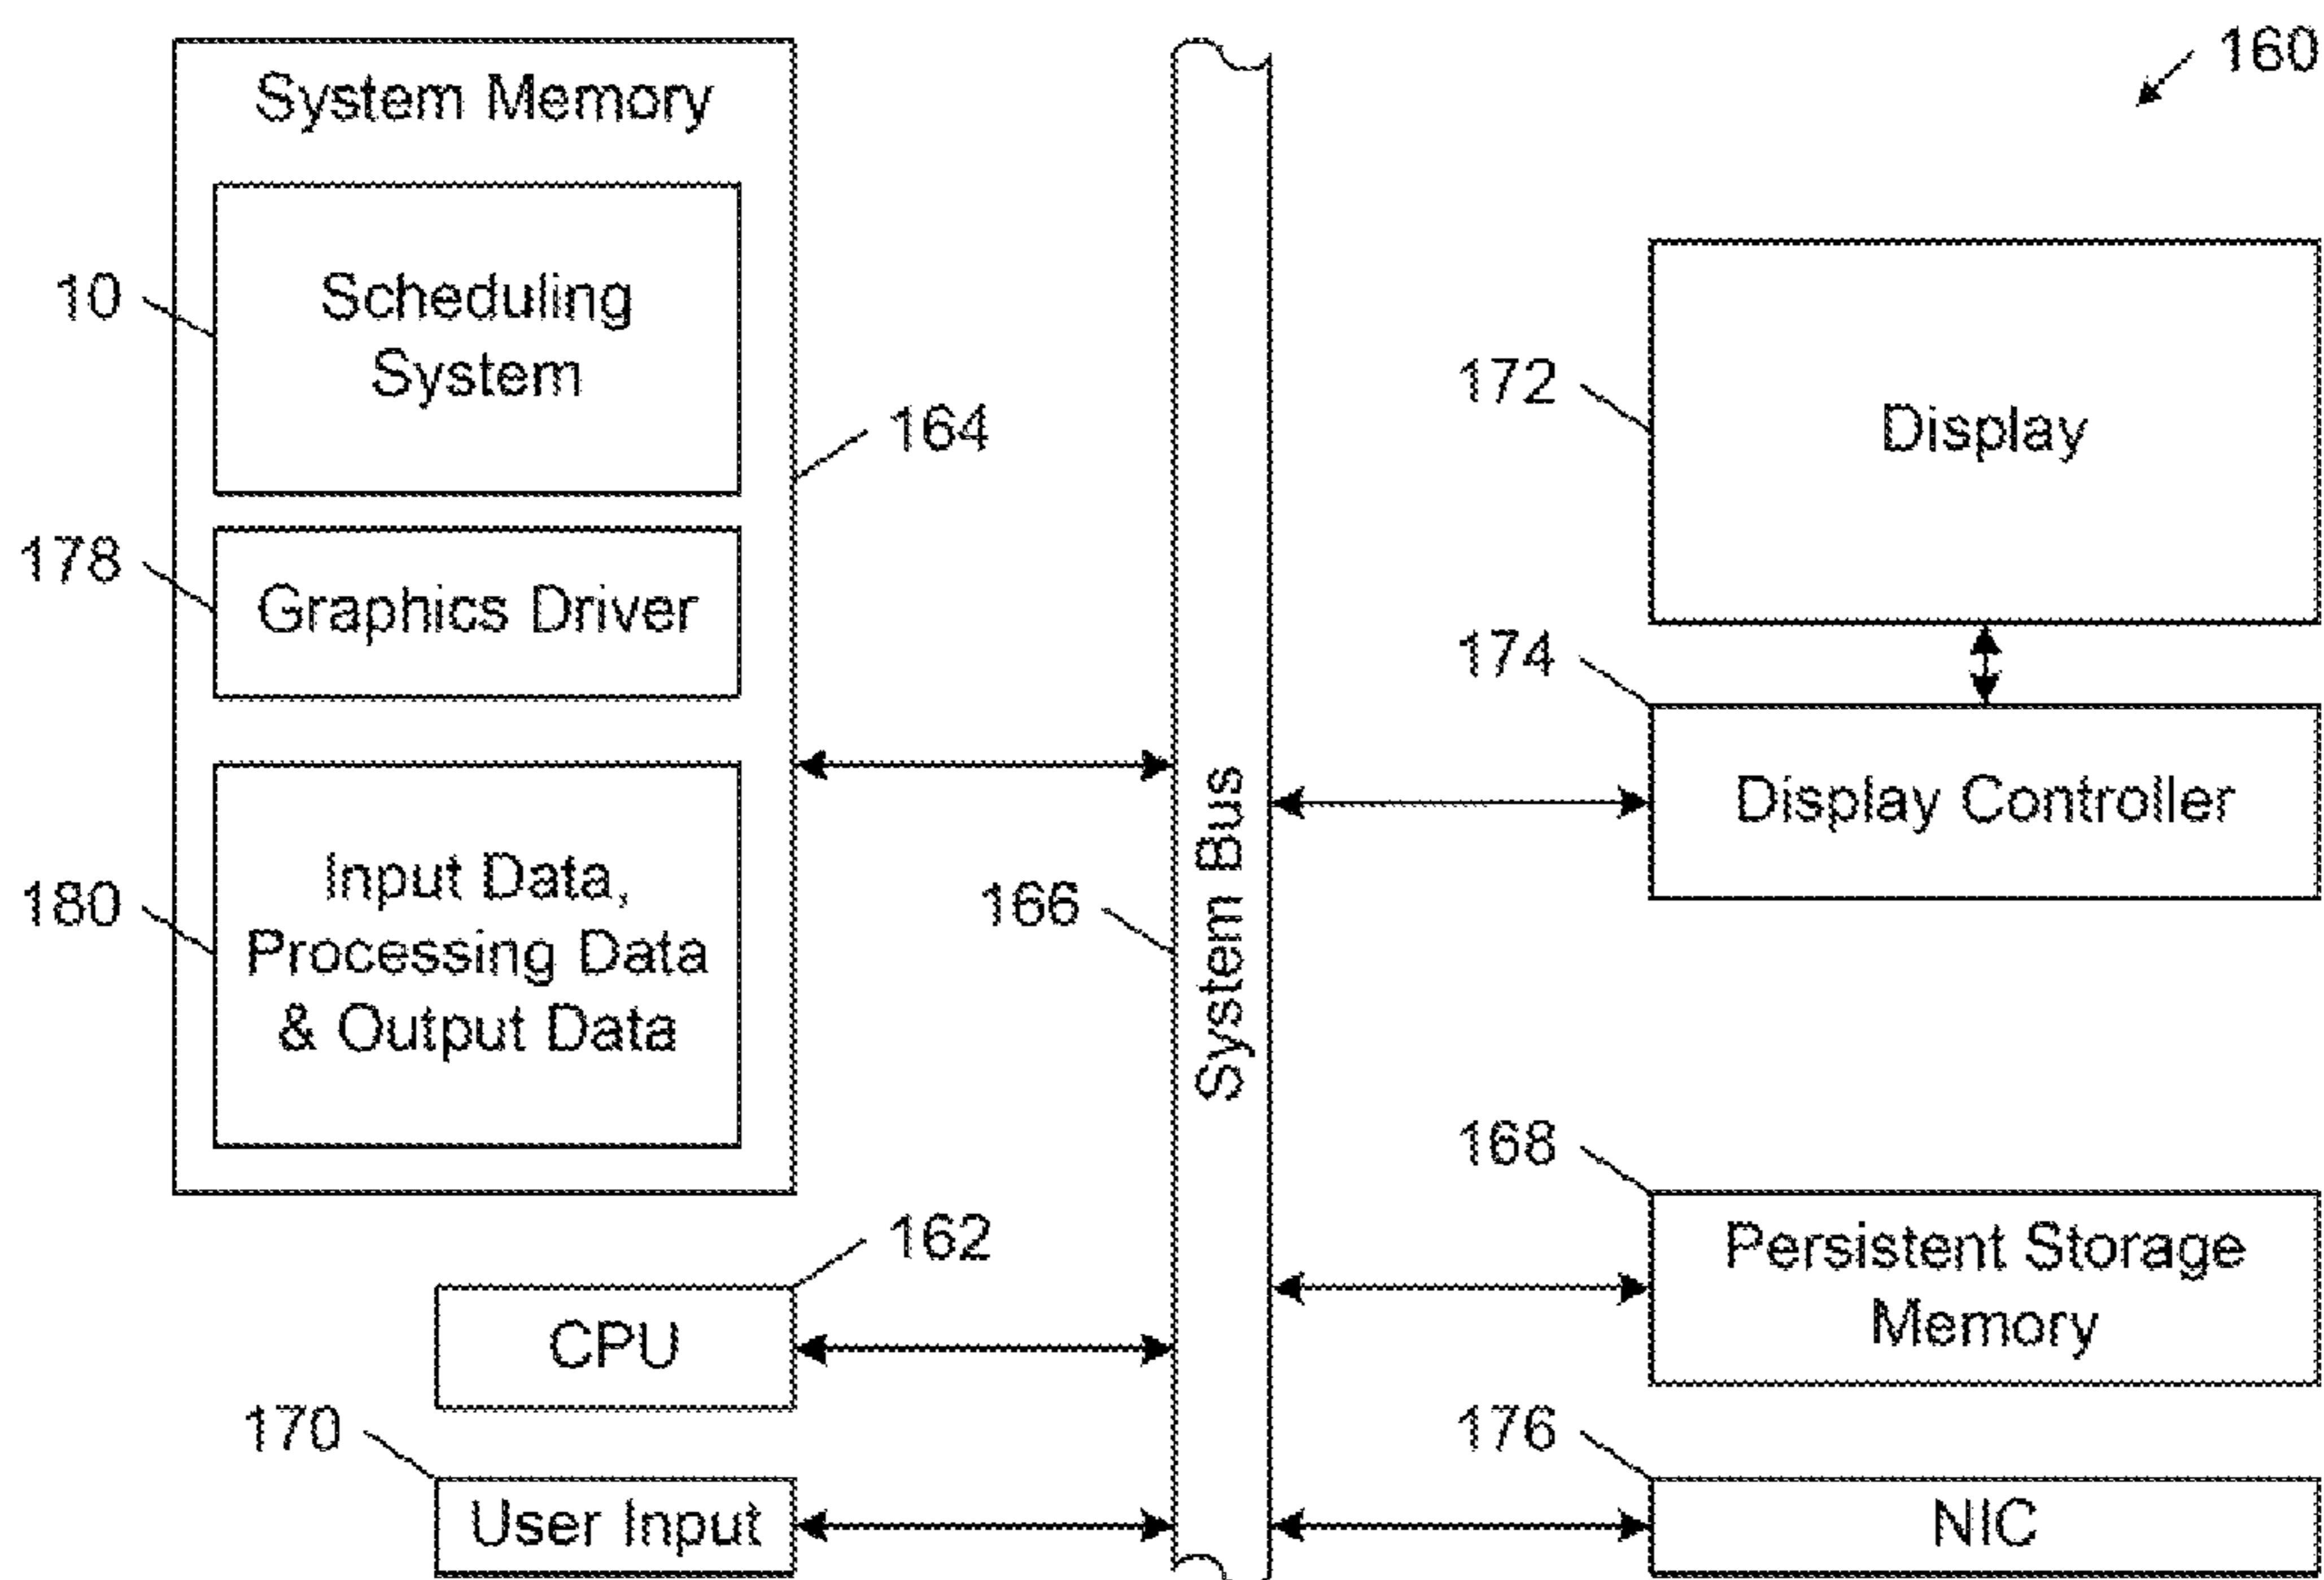 160
System Memory
10
Scheduling
System
164
172
Display
178
Graphics Driver
174
Display Controller
180
Input Data,
Processing Data
& Output Data
166
System Bus
168
Persistent Storage
Memory
162
CPU
170
User Input
176
NIC